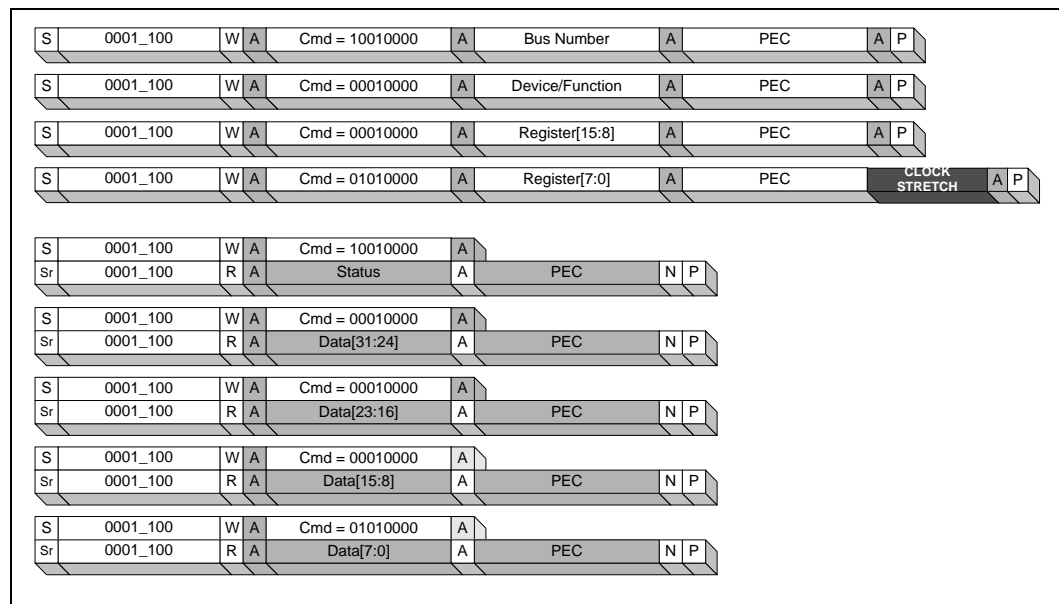 S 0001_100 W A Cmd = 10010000 A Bus Number A PEC A P
S 0001_100 W A Cmd = 00010000 A Device/Function A PEC A P
S 0001_100 W A Cmd = 00010000 A Register[15:8] A PEC A P
S 0001_100 W A Cmd = 01010000 A Register[7:0] A PEC CLOCK STRETCH A P
S 0001_100 W A Cmd = 10010000 A
Sr 0001_100 R A Status A PEC N P
S 0001_100 W A Cmd = 00010000 A
Sr 0001_100 R A Data[31:24] A PEC N P
S 0001_100 W A Cmd = 00010000 A
Sr 0001_100 R A Data[23:16] A PEC N P
S 0001_100 W A Cmd = 00010000 A
Sr 0001_100 R A Data[15:8] A PEC N P
S 0001_100 W A Cmd = 01010000 A
Sr 0001_100 R A Data[7:0] A PEC N P